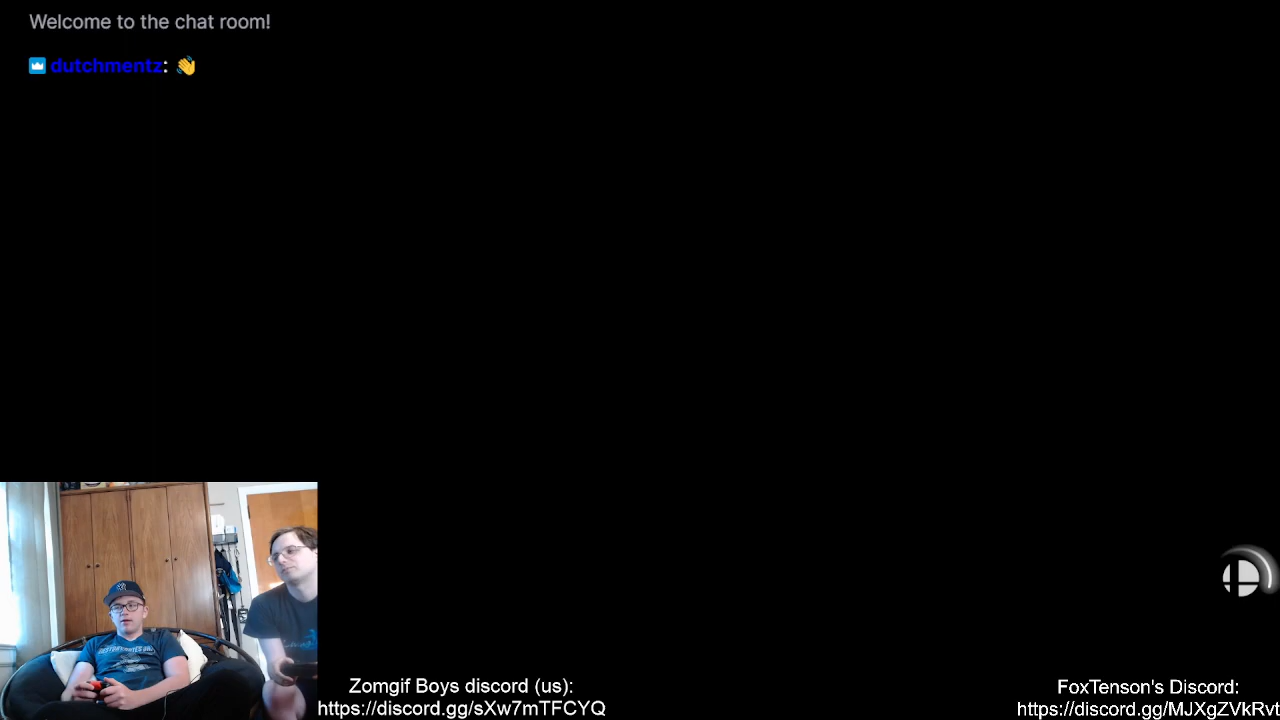 Welcome to the chat room!
dutchmentz: 👋
Zomgif Boys discord (us):
https://discord.gg/sXw7mTFCYQ
FoxTenson's Discord:
https://discord.gg/MJXgZVkRvt